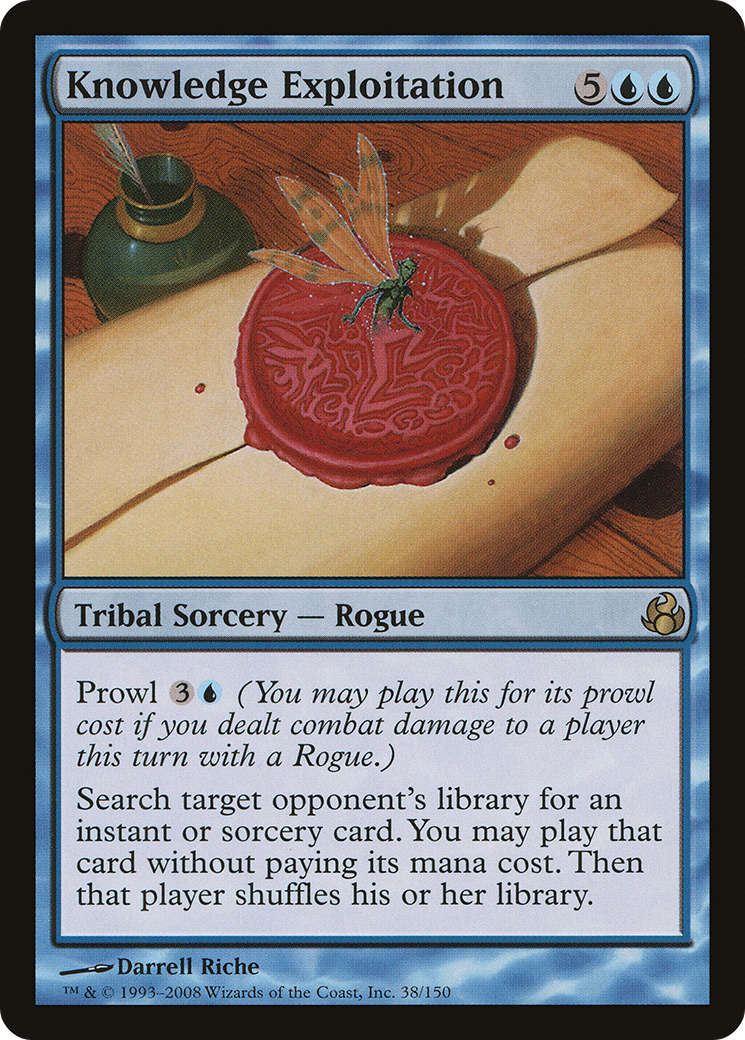 Knowledge Exploitation 5
Tribal Sorcery — Rogue
Prowl 3 (You may play this for its prowl
cost if you dealt combat damage to a player
this turn with a Rogue.)
Search target opponent's library for an
instant or sorcery card. You may play that
card without paying its mana cost. Then
that player shuffles his or her library.
Darrell Riche
™ & © 1993–2008 Wizards of the Coast, Inc. 38/150